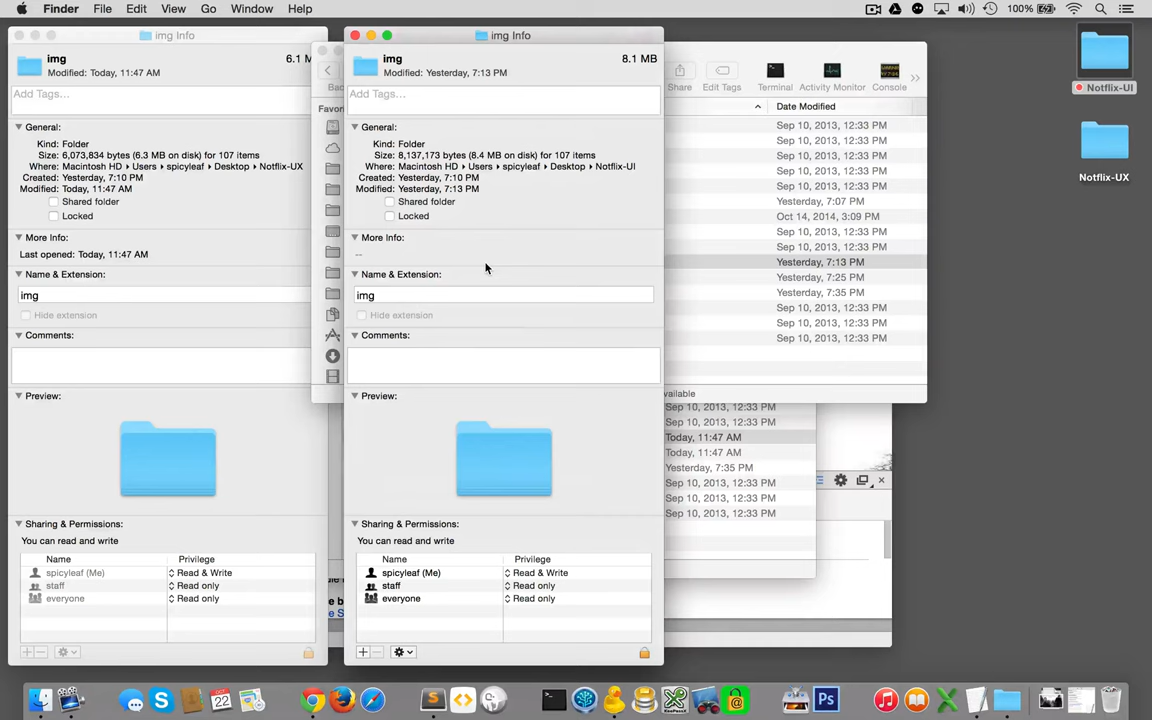 Finder File Edit View Go Window Help
100%
img Info
img
6.1 M
Modified: Today, 11:47 AM
Add Tags...
General:
Kind: Folder
Size: 6,073,834 bytes (6.3 MB on disk) for 107 items
Where: Macintosh HD ▸ Users ▸ spicyleaf ▸ Desktop ▸ Notflix-UX
Created: Yesterday, 7:10 PM
Modified: Today, 11:47 AM
Shared folder
Locked
More Info:
Last opened: Today, 11:47 AM
Name & Extension:
img
Hide extension
Comments:
Preview:
Sharing & Permissions:
You can read and write
Name Privilege
spicyleaf (Me) Read & Write
staff Read only
everyone Read only
img Info
img
8.1 MB
Modified: Yesterday, 7:13 PM
Add Tags...
General:
Kind: Folder
Size: 8,137,173 bytes (8.4 MB on disk) for 107 items
Where: Macintosh HD ▸ Users ▸ spicyleaf ▸ Desktop ▸ Notflix-UI
Created: Yesterday, 7:10 PM
Modified: Yesterday, 7:13 PM
Shared folder
Locked
More Info:
--
Name & Extension:
img
Hide extension
Comments:
Preview:
Sharing & Permissions:
You can read and write
Name Privilege
spicyleaf (Me) Read & Write
staff Read only
everyone Read only
Bac
Favor
Share Edit Tags Terminal Activity Monitor Console
Date Modified
Sep 10, 2013, 12:33 PM
Sep 10, 2013, 12:33 PM
Sep 10, 2013, 12:33 PM
Sep 10, 2013, 12:33 PM
Sep 10, 2013, 12:33 PM
Yesterday, 7:07 PM
Oct 14, 2014, 3:09 PM
Sep 10, 2013, 12:33 PM
Sep 10, 2013, 12:33 PM
Yesterday, 7:13 PM
Yesterday, 7:25 PM
Yesterday, 7:35 PM
Sep 10, 2013, 12:33 PM
Sep 10, 2013, 12:33 PM
Sep 10, 2013, 12:33 PM
vailable
Sep 10, 2013, 12:33 PM
Sep 10, 2013, 12:33 PM
Today, 11:47 AM
Today, 11:47 AM
Yesterday, 7:35 PM
Sep 10, 2013, 12:33 PM
Sep 10, 2013, 12:33 PM
Sep 10, 2013, 12:33 PM
e b
e S
Notflix-UI
Notflix-UX
OCT
22
Ps